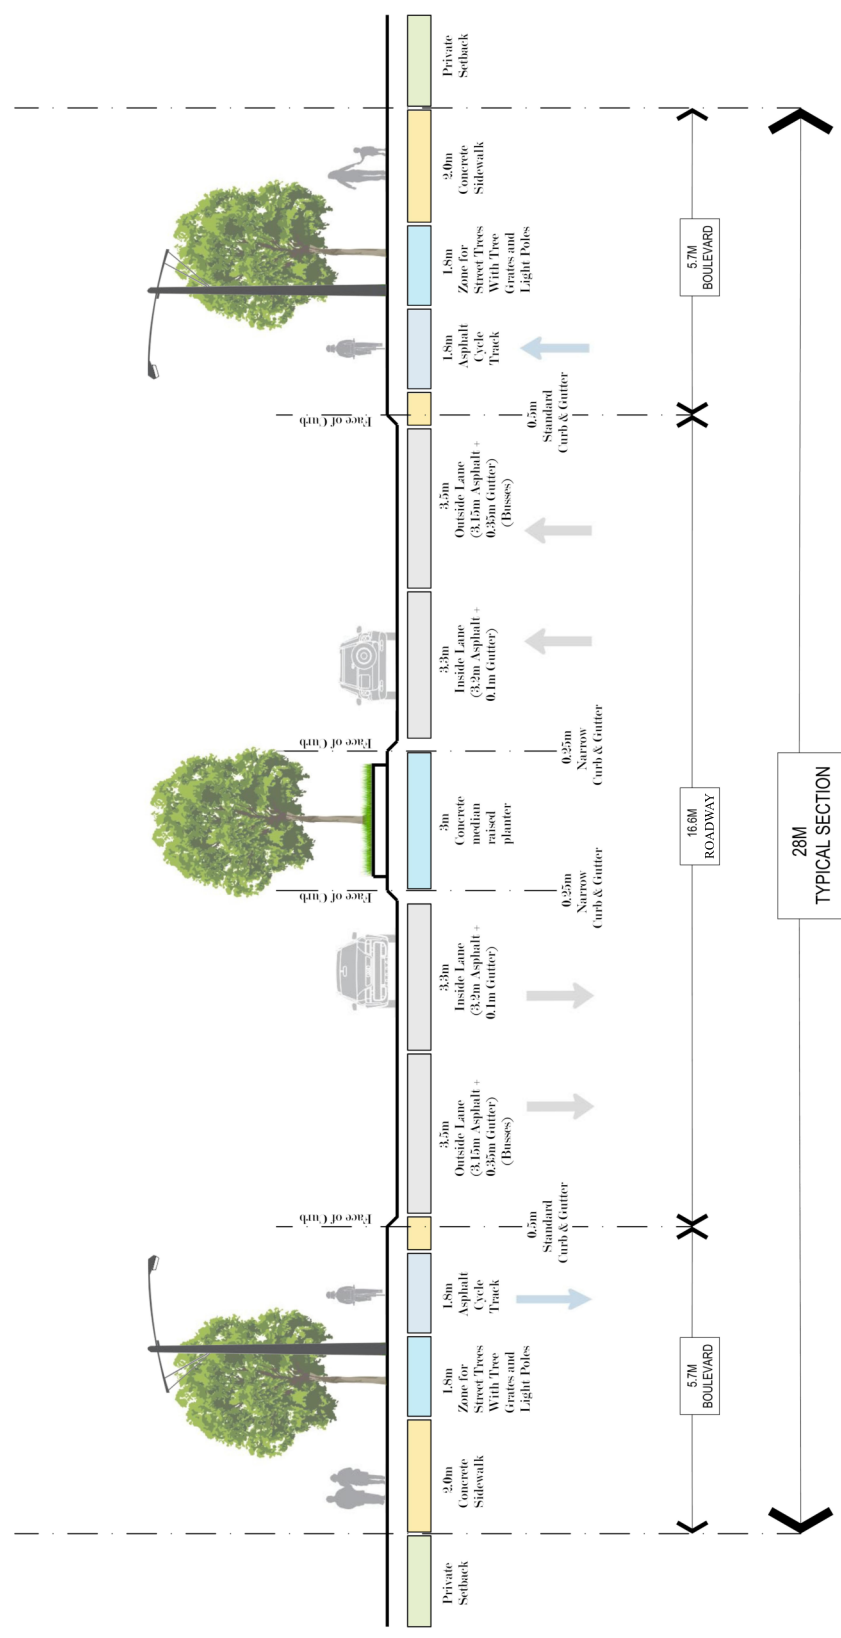 Face of Curb
Face of Curb
Face of Curb
Face of Curb
Private
Setback
2.0m
Concrete
Sidewalk
1.8m
Zone for
Street Trees
With Tree
Grates and
Light Poles
1.8m
Asphalt
Cycle
Track
0.5m
Standard
Curb & Gutter
3.5m
Outside Lane
(3.15m Asphalt +
0.35m Gutter)
(Busses)
3.3m
Inside Lane
(3.2m Asphalt +
0.1m Gutter)
0.25m
Narrow
Curb & Gutter
3m
Concrete
median
raised
planter
0.25m
Narrow
Curb & Gutter
3.3m
Inside Lane
(3.2m Asphalt +
0.1m Gutter)
3.5m
Outside Lane
(3.15m Asphalt +
0.35m Gutter)
(Busses)
0.5m
Standard
Curb & Gutter
1.8m
Asphalt
Cycle
Track
1.8m
Zone for
Street Trees
With Tree
Grates and
Light Poles
2.0m
Concrete
Sidewalk
Private
Setback
5.7M
BOULEVARD
16.6M
ROADWAY
5.7M
BOULEVARD
28M
TYPICAL SECTION